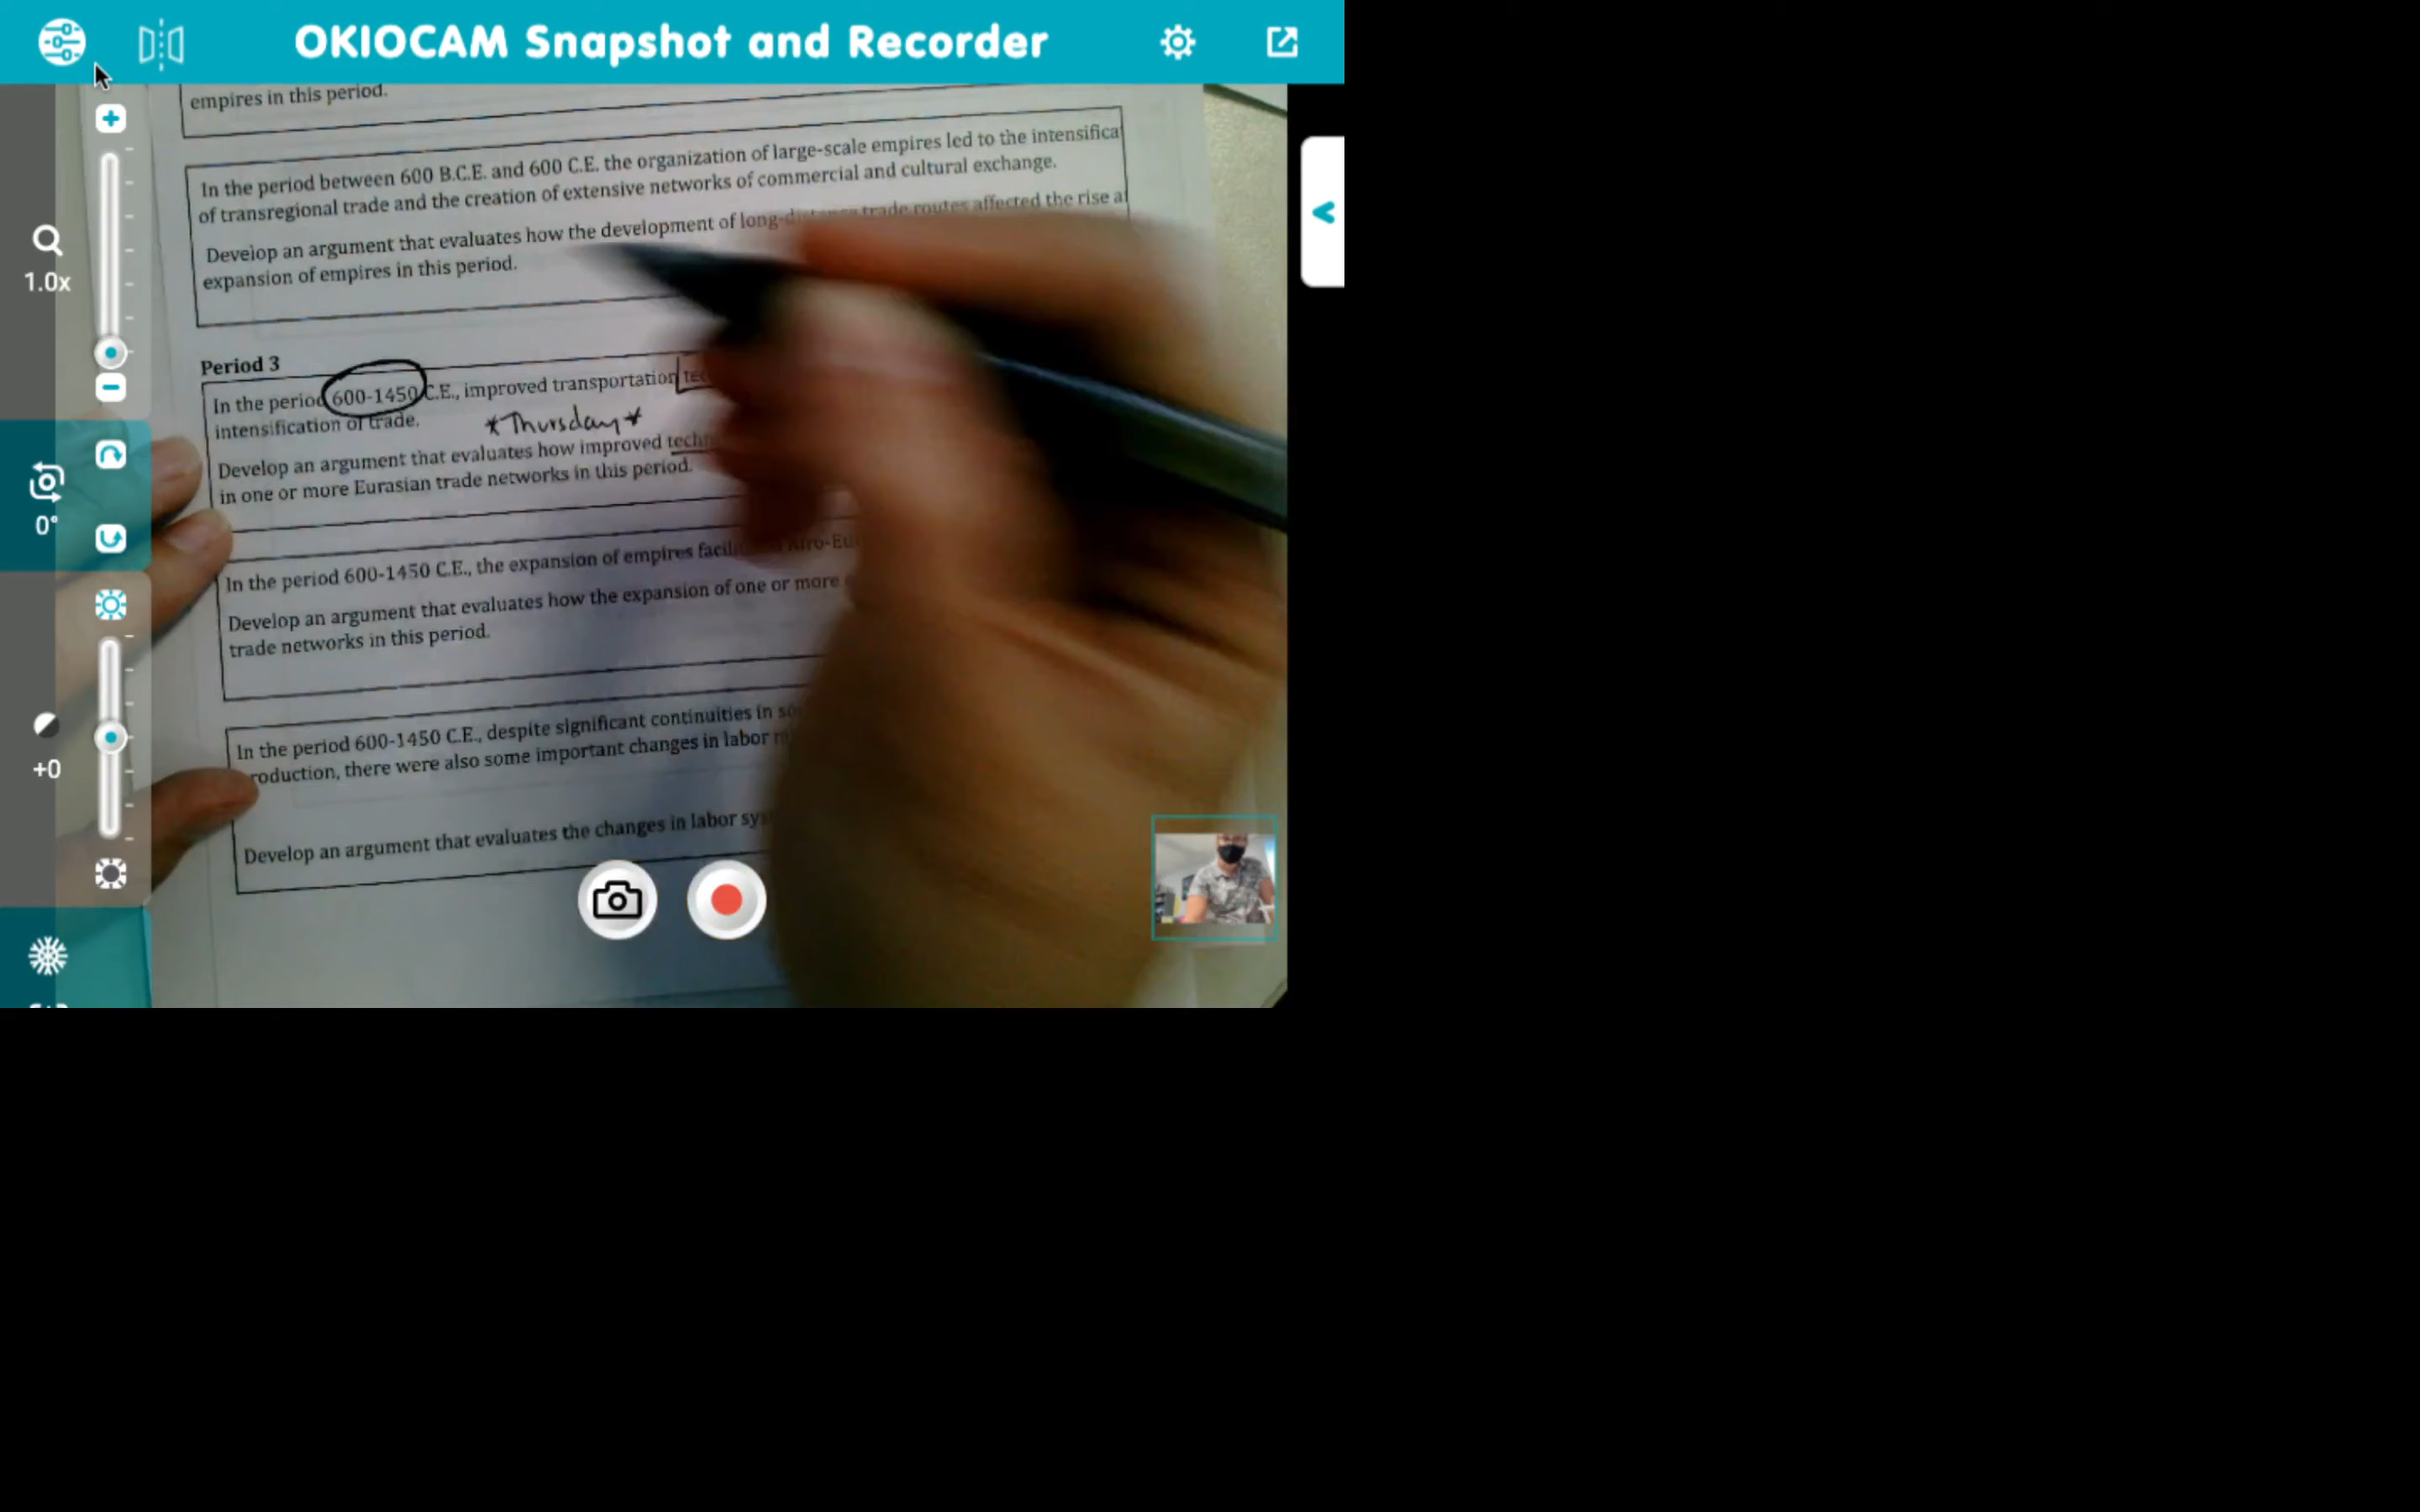 OKIOCAM Snapshot and Recorder
empires in this period.
In the period between 600 B.C.E. and 600 C.E. the organization of large-scale empires led to the
of transregional trade and the creation of extensive networks of commercial and cultural exchange.
Develop an argument that evaluates how the development of trade routes affected the rise
expansion of empires in this period.
1.0x
Period 3
In the period 600-1450 C.E., improved transportation
intensification of trade.
*Thursday*
Develop an argument that evaluates how improved
in one or more Eurasian trade networks in this period.
0°
In the period 600-1450 C.E., the expansion of empires
Develop an argument that evaluates how the expansion of one or more
trade networks in this period.
In the period 600-1450 C.E., despite significant continuities in
roduction, there were also some important changes in labor
+0
Develop an argument that evaluates the changes in labor